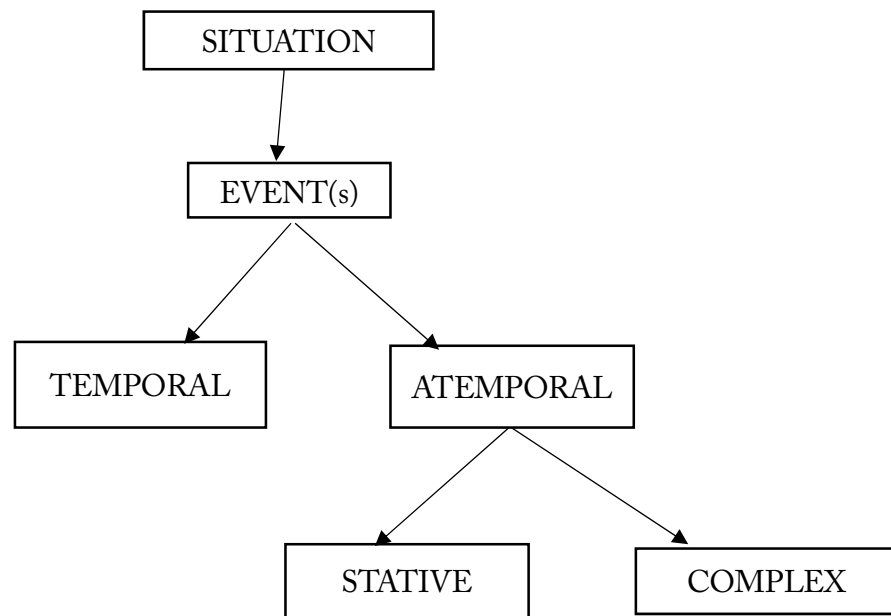 SITUATION
EVENT(s)
TEMPORAL
ATEMPORAL
STATIVE
COMPLEX